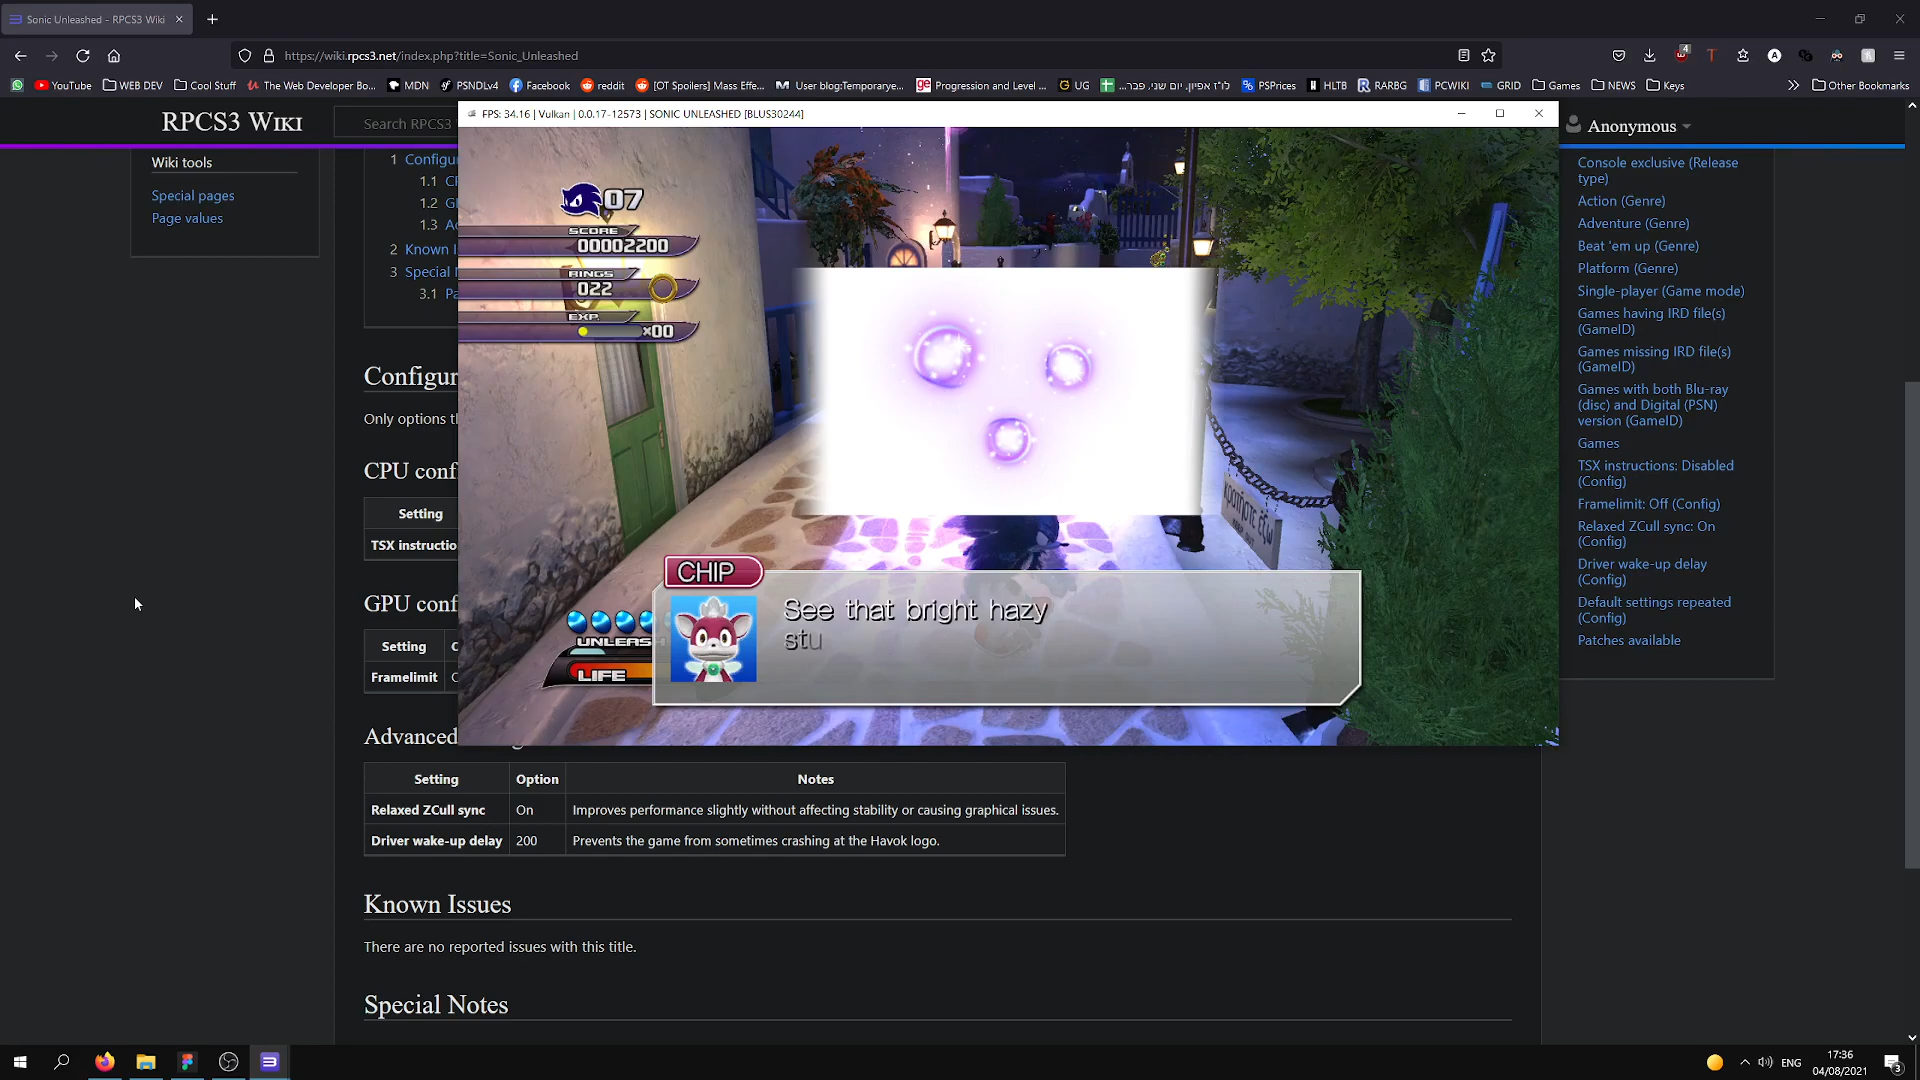 Sonic Unleashed - RPCS3 Wiki
https://wiki.rpcs3.net/index.php?title=Sonic_Unleashed
4
YouTube
WEB DEV
Cool Stuff
The Web Developer Bo...
MDN
PSNDLv4
Facebook
reddit
[OT Spoilers] Mass Effe...
User blog:Temporarye...
Progression and Level ...
UG
לו"ז אפיון. יום שני, פבר...
PSPrices
HLTB
RARBG
PCWIKI
GRID
Games
NEWS
Keys
Other Bookmarks
RPCS3 Wiki
Search RPCS3
Anonymous
Wiki tools
Special pages
Page values
1 Configu
1.1
1.2
1.3
2 Known I
3 Special
3.1 Pa
FPS: 34.16 | Vulkan | 0.0.17-12573 | SONIC UNLEASHED [BLUS30244]
07
SCORE
00002200
RINGS
022
EXP.
×00
Κρατήστε έξω
UNLEASH
LIFE
CHIP
See that bright hazy
stu
Configur
Only options t
CPU conf
Setting
TSX instructio
GPU conf
Setting
Framelimit
Advanced
Setting Option Notes
Relaxed ZCull sync On Improves performance slightly without affecting stability or causing graphical issues.
Driver wake-up delay 200 Prevents the game from sometimes crashing at the Havok logo.
Known Issues
There are no reported issues with this title.
Special Notes
Console exclusive (Release
type)
Action (Genre)
Adventure (Genre)
Beat 'em up (Genre)
Platform (Genre)
Single-player (Game mode)
Games having IRD file(s)
(GameID)
Games missing IRD file(s)
(GameID)
Games with both Blu-ray
(disc) and Digital (PSN)
version (GameID)
Games
TSX instructions: Disabled
(Config)
Framelimit: Off (Config)
Relaxed ZCull sync: On
(Config)
Driver wake-up delay
(Config)
Default settings repeated
(Config)
Patches available
ENG
17:36
04/08/2021
3